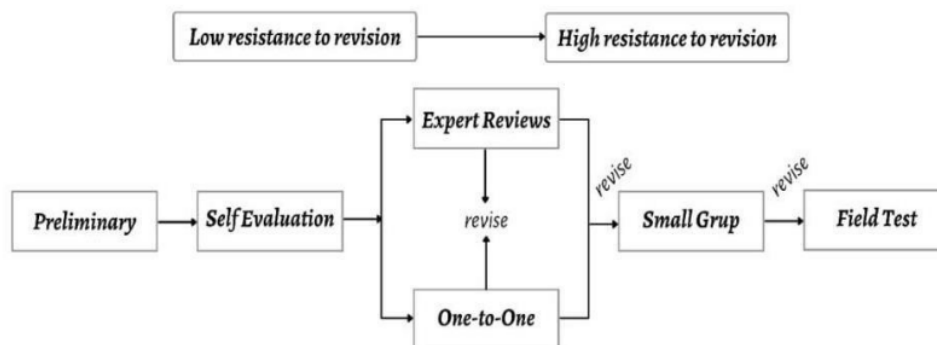 Low resistance to revision
High resistance to revision
Expert Reviews
revise
revise
Preliminary
Self Evaluation
revise
Small Grup
Field Test
One-to-One